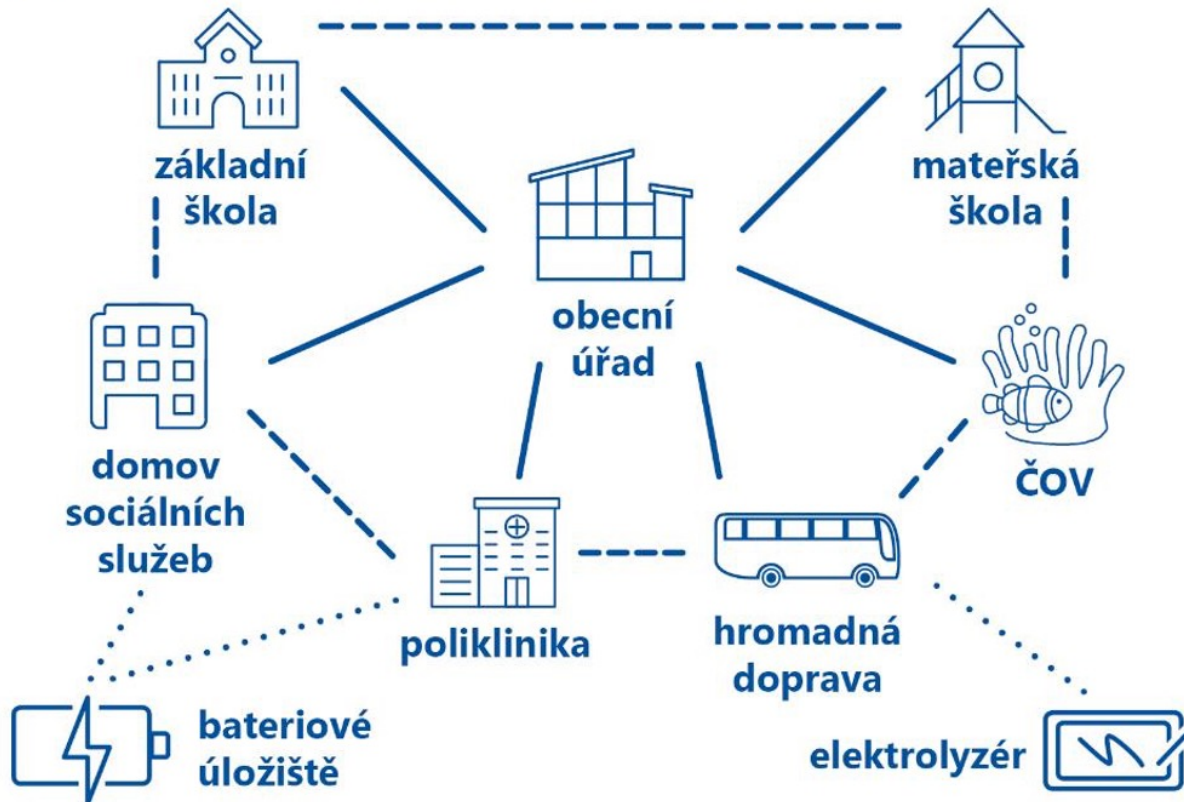 základní
škola
mateřská
škola
obecní
úřad
domov
sociálních
služeb
ČOV
poliklinika
hromadná
doprava
bateriové
úložiště
elektrolyzér